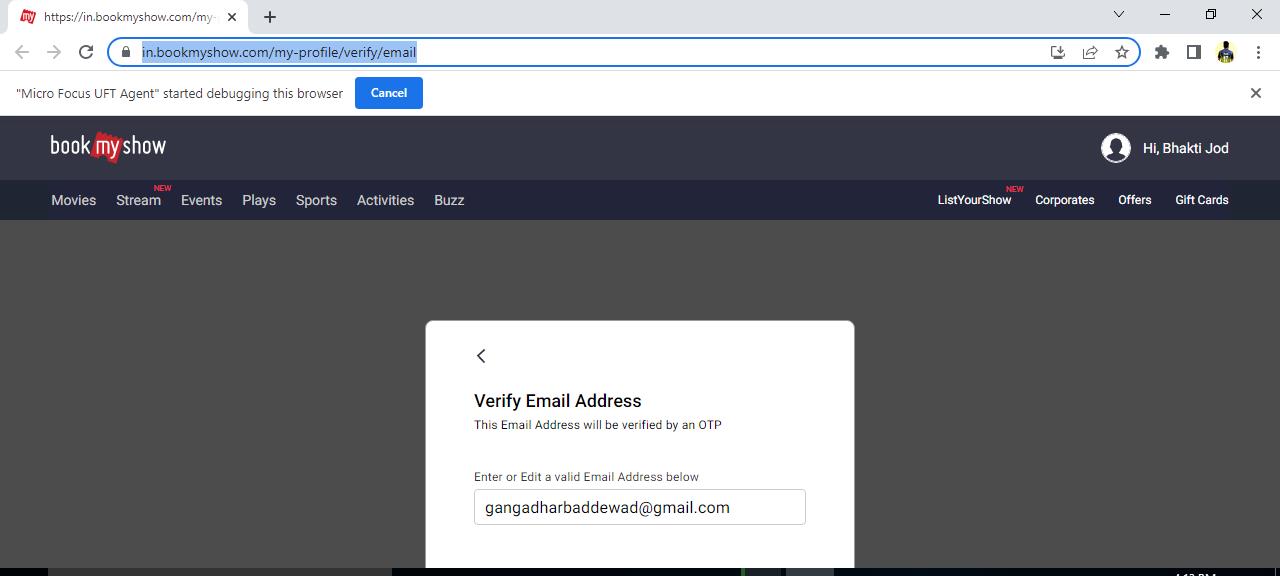 https://in.bookmyshow.com/my-
in.bookmyshow.com/my-profile/verify/email
"Micro Focus UFT Agent" started debugging this browser Cancel
book my show
Hi, Bhakti Jod
Movies Stream NEW Events Plays Sports Activities Buzz ListYourShow NEW Corporates Offers Gift Cards
Verify Email Address
This Email Address will be verified by an OTP
Enter or Edit a valid Email Address below
gangadharbaddewad@gmail.com